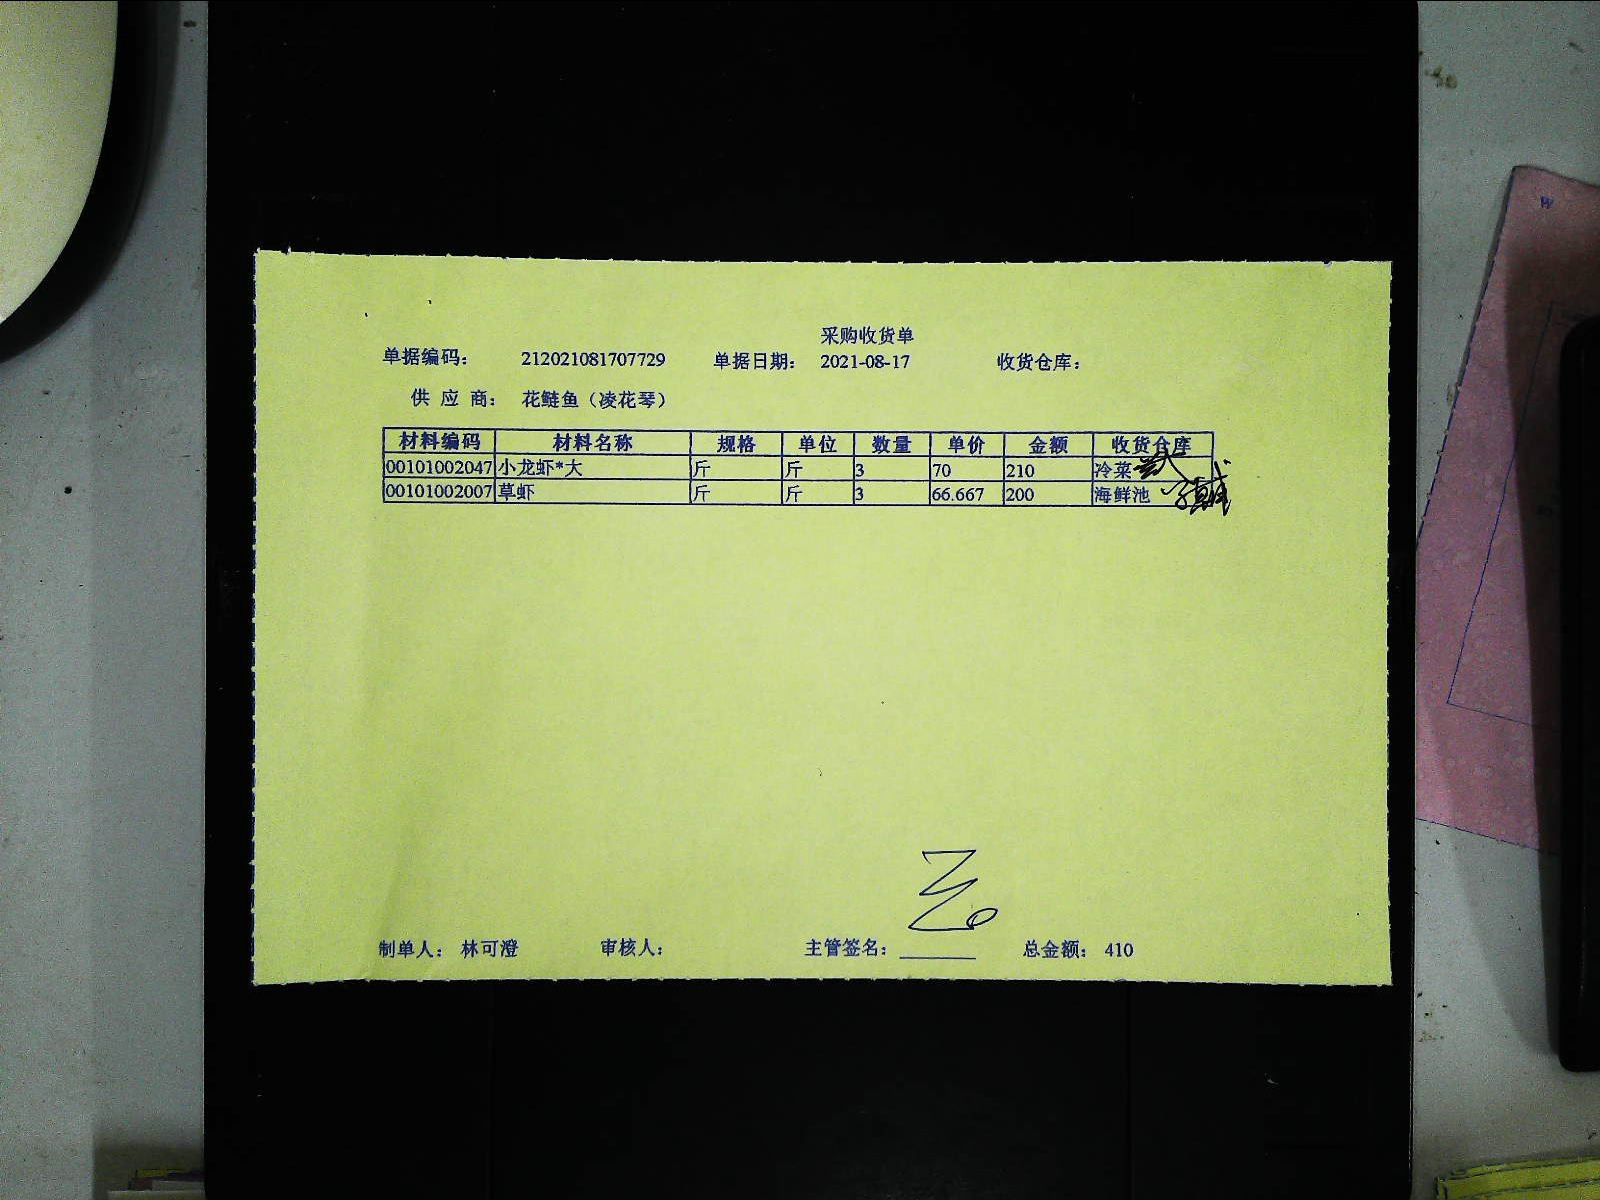 采购收货单
单据编码： 212021081707729 单据日期： 2021-08-17 收货仓库：
供 应 商： 花鲢鱼（凌花琴）
材料编码 材料名称 规格 单位 数量 单价 金额 收货仓库
00101002047 小龙虾*大 斤 斤 3 70 210 冷菜
00101002007 草虾 斤 斤 3 66.667 200 海鲜池
制单人： 林可澄 审核人： 主管签名：______ 总金额： 410